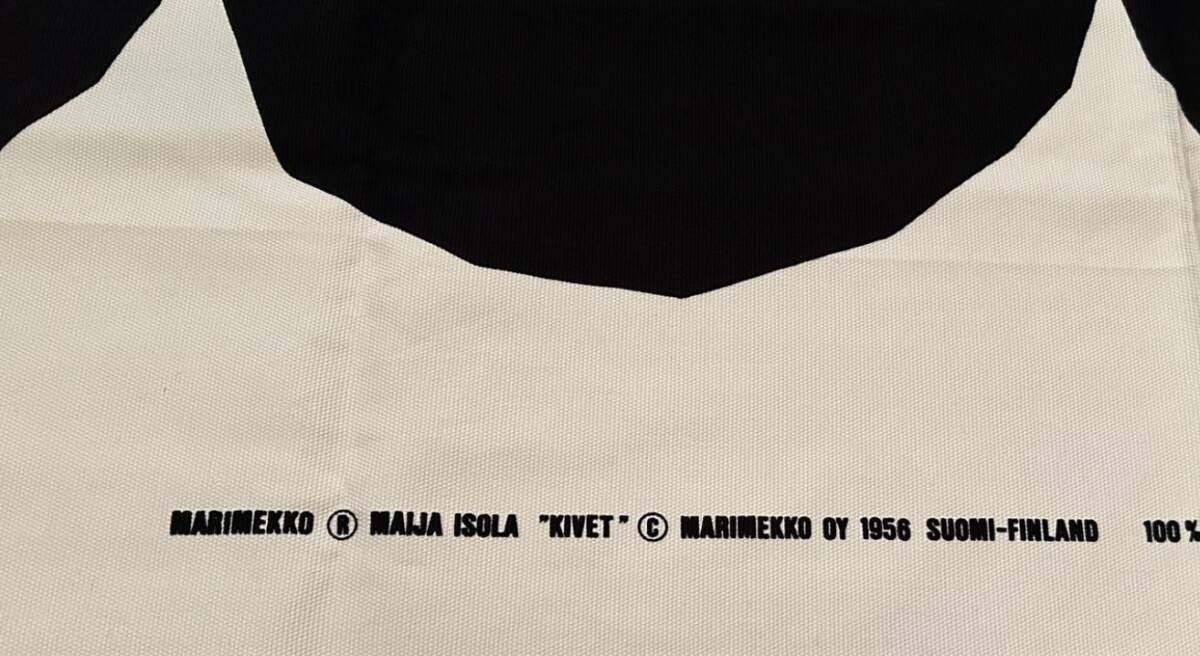 MARIMEKKO ® MAIJA ISOLA "KIVET" © MARIMEKKO OY 1956 SUOMI-FINLAND 100 %